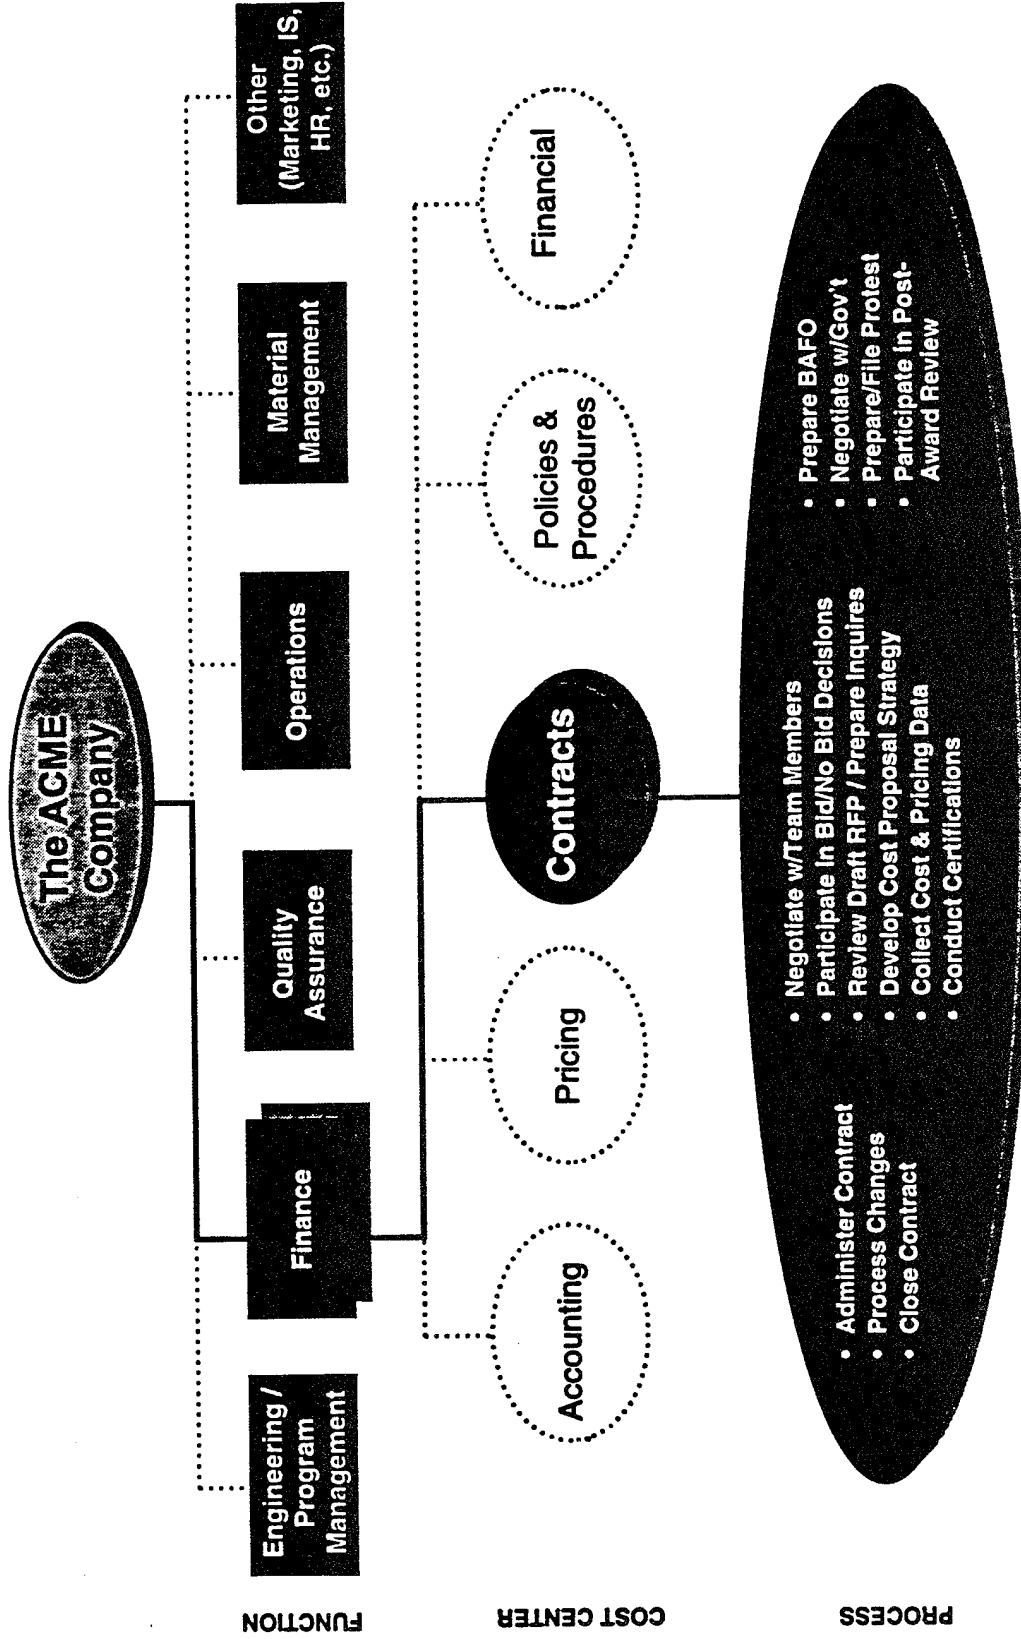 The ACME
Company
FUNCTION
Engineering /
Program
Management
Finance
Quality
Assurance
Operations
Material
Management
Other
(Marketing, IS,
HR, etc.)
COST CENTER
Accounting
Pricing
Contracts
Policies &
Procedures
Financial
PROCESS
• Administer Contract
• Process Changes
• Close Contract
• Negotiate w/Team Members
• Participate In Bid/No Bid Decisions
• Review Draft RFP / Prepare Inquires
• Develop Cost Proposal Strategy
• Collect Cost & Pricing Data
• Conduct Certifications
• Prepare BAFO
• Negotiate w/Gov't
• Prepare/File Protest
• Participate In Post-
Award Review